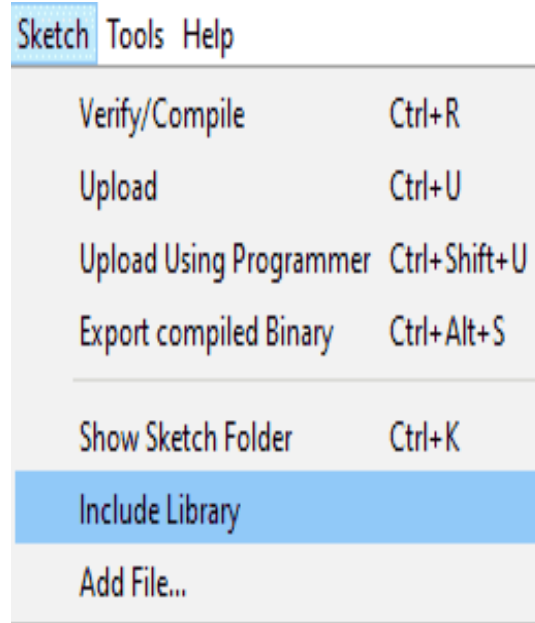 Sketch Tools Help
Verify/Compile Ctrl+R
Upload Ctrl+U
Upload Using Programmer Ctrl+Shift+U
Export compiled Binary Ctrl+Alt+S
Show Sketch Folder Ctrl+K
Include Library
Add File...